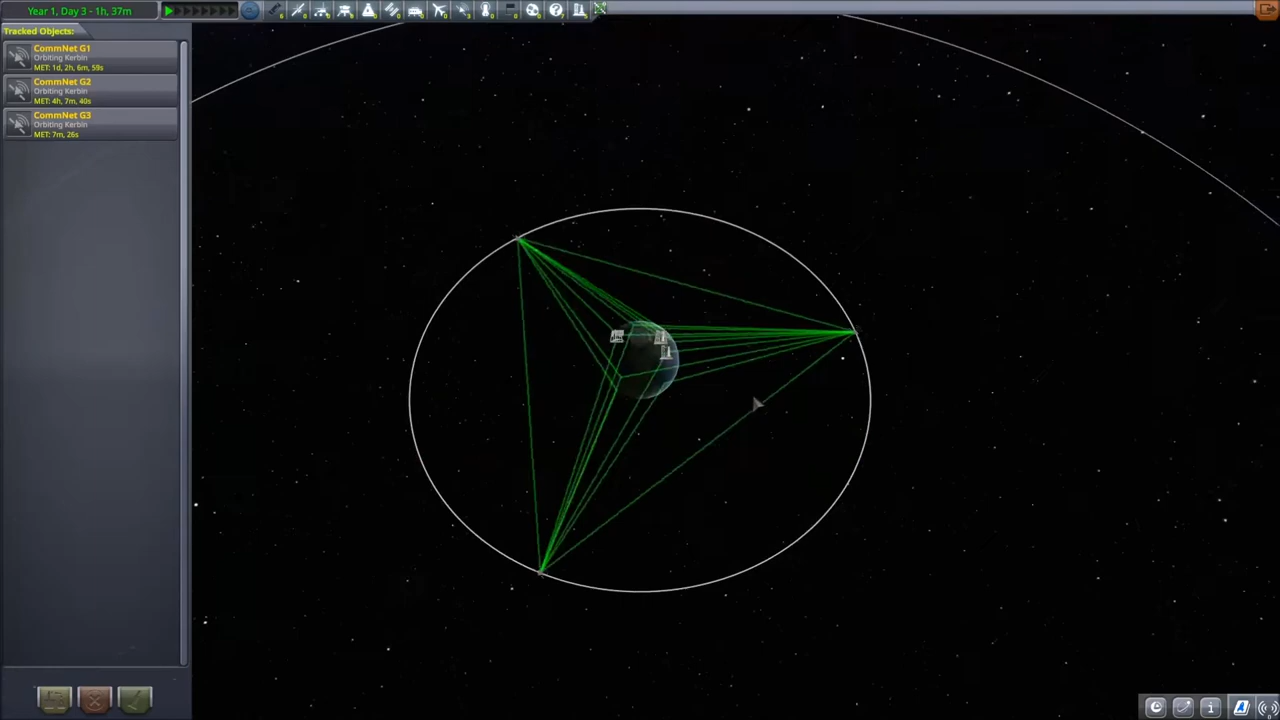 Year 1, Day 3 - 1h, 37m
Tracked Objects:
CommNet G1
Orbiting Kerbin
MET: 1d, 2h, 6m, 59s
CommNet G2
Orbiting Kerbin
MET: 4h, 7m, 40s
CommNet G3
Orbiting Kerbin
MET: 7m, 26s